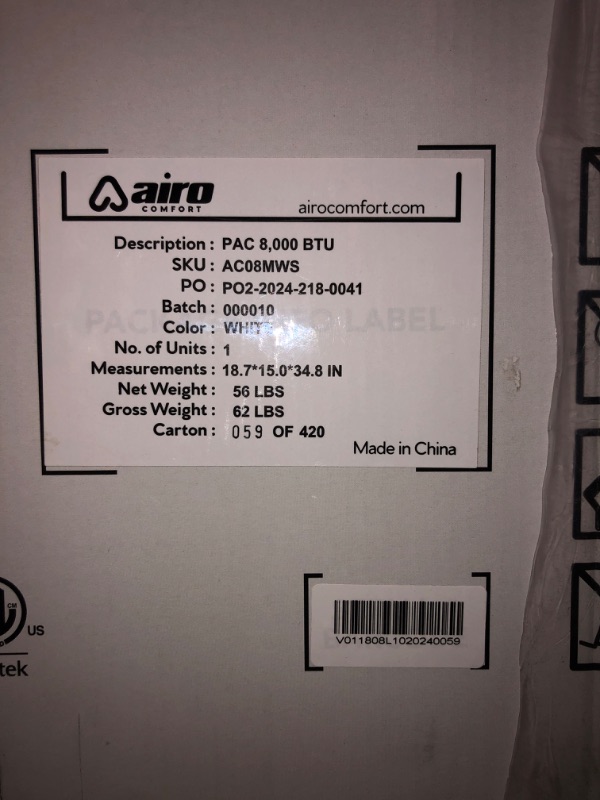 airo
COMFORT
airocomfort.com
Description : PAC 8,000 BTU
SKU : AC08MWS
PO : PO2-2024-218-0041
Batch : 000010
Color : WHITE
No. of Units : 1
Measurements : 18.7*15.0*34.8 IN
Net Weight : 56 LBS
Gross Weight : 62 LBS
Carton : 059 OF 420
Made in China
CM
US
tek
V011808L1020240059